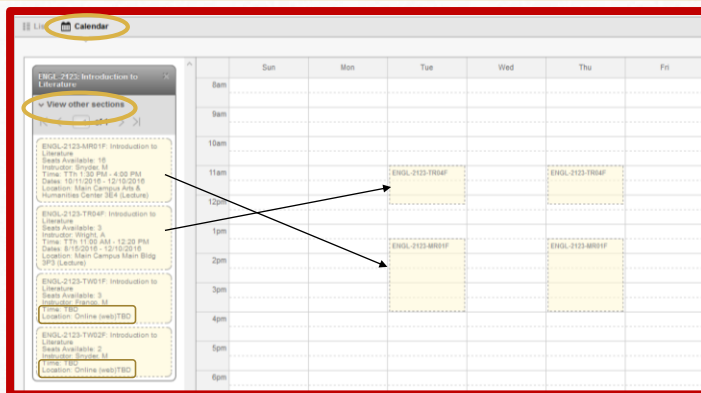 Calendar
ENGL-2123: Introduction to
Literature
View other sections
ENGL-2123-MR01F: Introduction to
Literature
Seats Available: 16
Instructor: Snyder, M
Time: TTh 1:30 PM - 4:00 PM
Dates: 10/11/2016 - 12/10/2016
Location: Main Campus Arts &
Humanities Center 3E4 (Lecture)
ENGL-2123-TR04F: Introduction to
Literature
Seats Available: 3
Instructor: Wright, A
Time: TTh 11:00 AM - 12:20 PM
Dates: 8/15/2016 - 12/10/2016
Location: Main Campus Main Bldg
3P3 (Lecture)
ENGL-2123-TW01F: Introduction to
Literature
Seats Available: 3
Instructor: Franco, M
Time: TBD
Location: Online (web)TBD
ENGL-2123-TW02F: Introduction to
Literature
Seats Available: 2
Instructor: Snyder, M
Time: TBD
Location: Online (web)TBD
Sun Mon Tue Wed Thu Fri
8am
9am
10am
11am
ENGL-2123-TR04F ENGL-2123-TR04F
12pm
1pm
ENGL-2123-MR01F ENGL-2123-MR01F
2pm
3pm
4pm
5pm
6pm